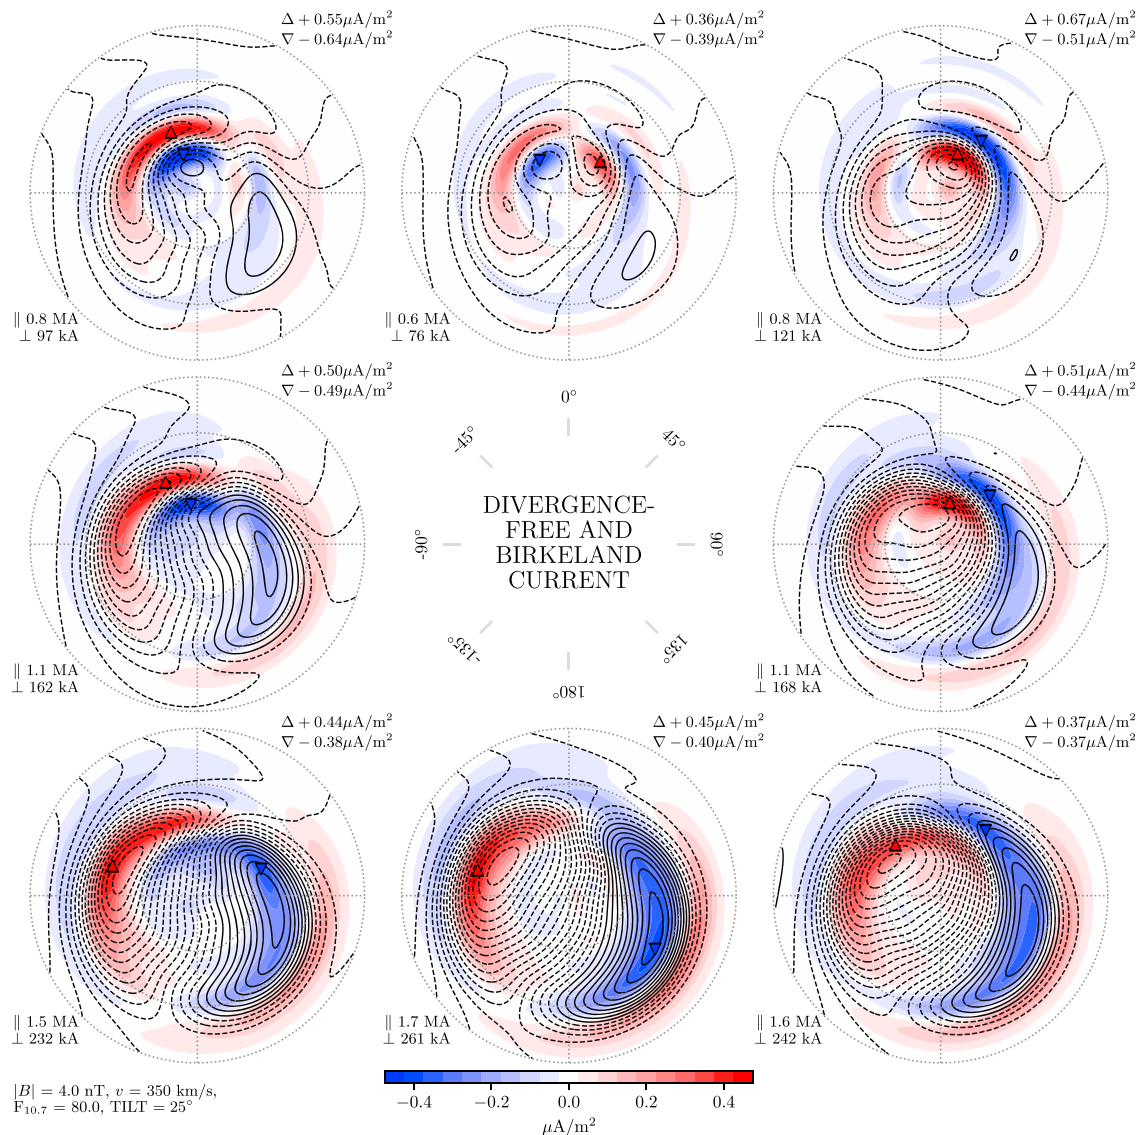 Δ + 0.55μA/m²
∇ − 0.64μA/m²
∥ 0.8 MA
⊥ 97 kA
Δ + 0.36μA/m²
∇ − 0.39μA/m²
∥ 0.6 MA
⊥ 76 kA
Δ + 0.67μA/m²
∇ − 0.51μA/m²
∥ 0.8 MA
⊥ 121 kA
Δ + 0.50μA/m²
∇ − 0.49μA/m²
∥ 1.1 MA
⊥ 162 kA
0°
-45°
45°
-90°
90°
DIVERGENCE-
FREE AND
BIRKELAND
CURRENT
-135°
135°
180°
Δ + 0.51μA/m²
∇ − 0.44μA/m²
∥ 1.1 MA
⊥ 168 kA
Δ + 0.44μA/m²
∇ − 0.38μA/m²
∥ 1.5 MA
⊥ 232 kA
Δ + 0.45μA/m²
∇ − 0.40μA/m²
∥ 1.7 MA
⊥ 261 kA
Δ + 0.37μA/m²
∇ − 0.37μA/m²
∥ 1.6 MA
⊥ 242 kA
|B| = 4.0 nT, v = 350 km/s,
F₁₀.₇ = 80.0, TILT = 25°
−0.4 −0.2 0.0 0.2 0.4
μA/m²